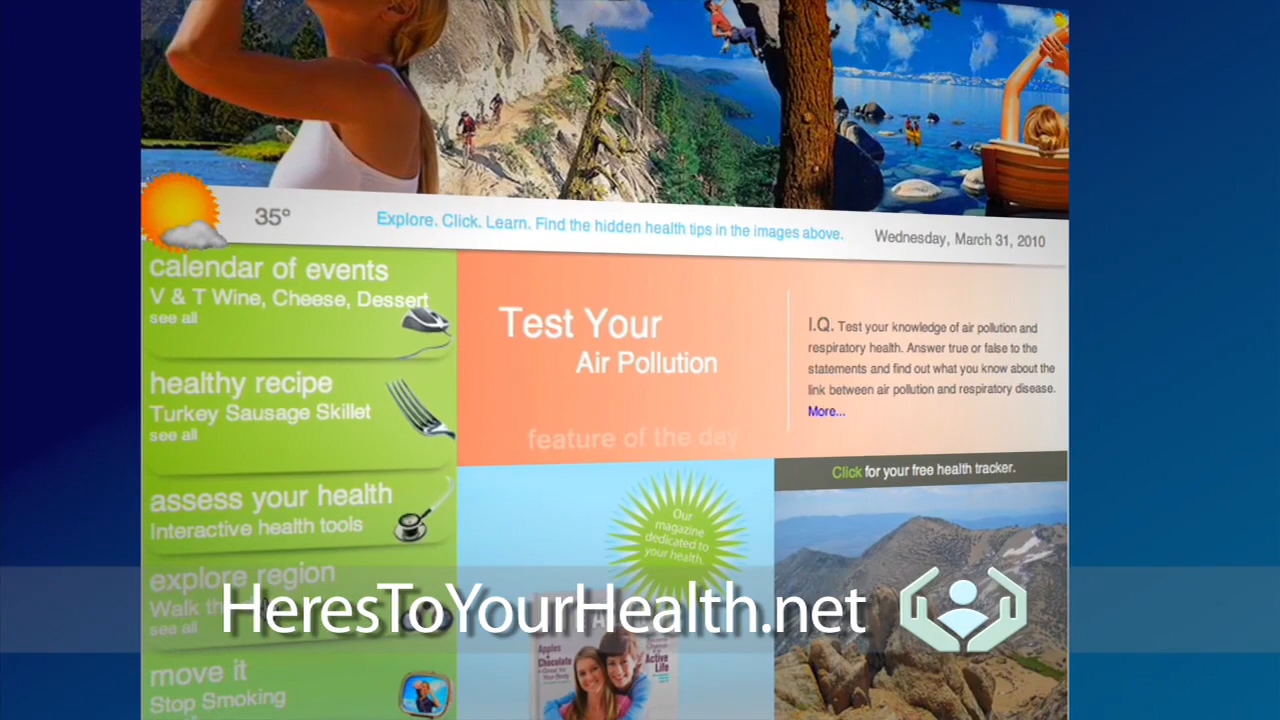 35°
Explore. Click. Learn. Find the hidden health tips in the images above.
Wednesday, March 31, 2010
calendar of events
V & T Wine, Cheese, Dessert
see all
healthy recipe
Turkey Sausage Skillet
see all
assess your health
Interactive health tools
explore region
Walk
see all
move it
Stop Smoking
Test Your
Air Pollution
feature of the day
I.Q. Test your knowledge of air pollution and
respiratory health. Answer true or false to the
statements and find out what you know about the
link between air pollution and respiratory disease.
More...
Our
magazine
dedicated to
your health.
Click for your free health tracker.
Apples
Chocolate
Great for
Your Body
Active
Life
HeresToYourHealth.net